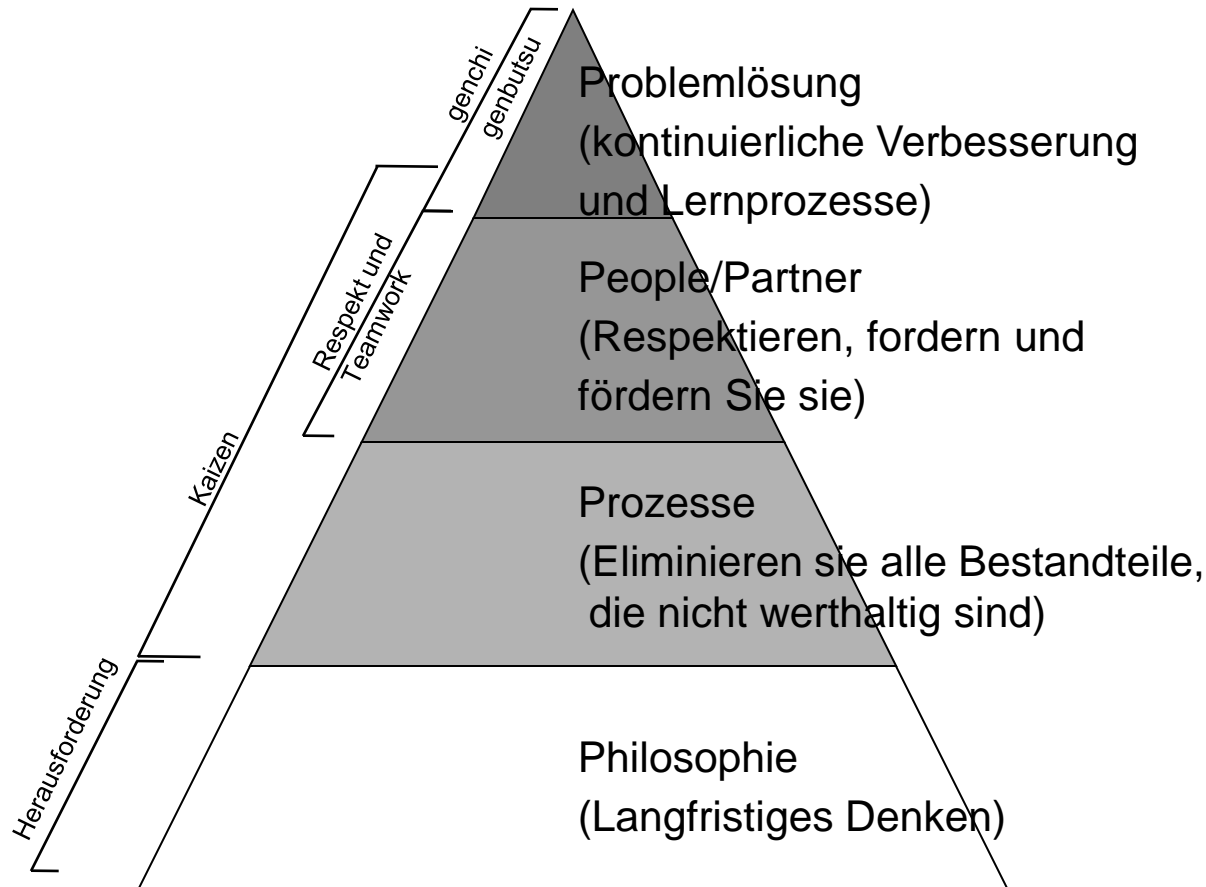 genchi
genbutsu
Problemlösung
(kontinuierliche Verbesserung
und Lernprozesse)
Respekt und
Teamwork
People/Partner
(Respektieren, fordern und
fördern Sie sie)
Kaizen
Prozesse
(Eliminieren sie alle Bestandteile,
die nicht werthaltig sind)
Herausforderung
Philosophie
(Langfristiges Denken)